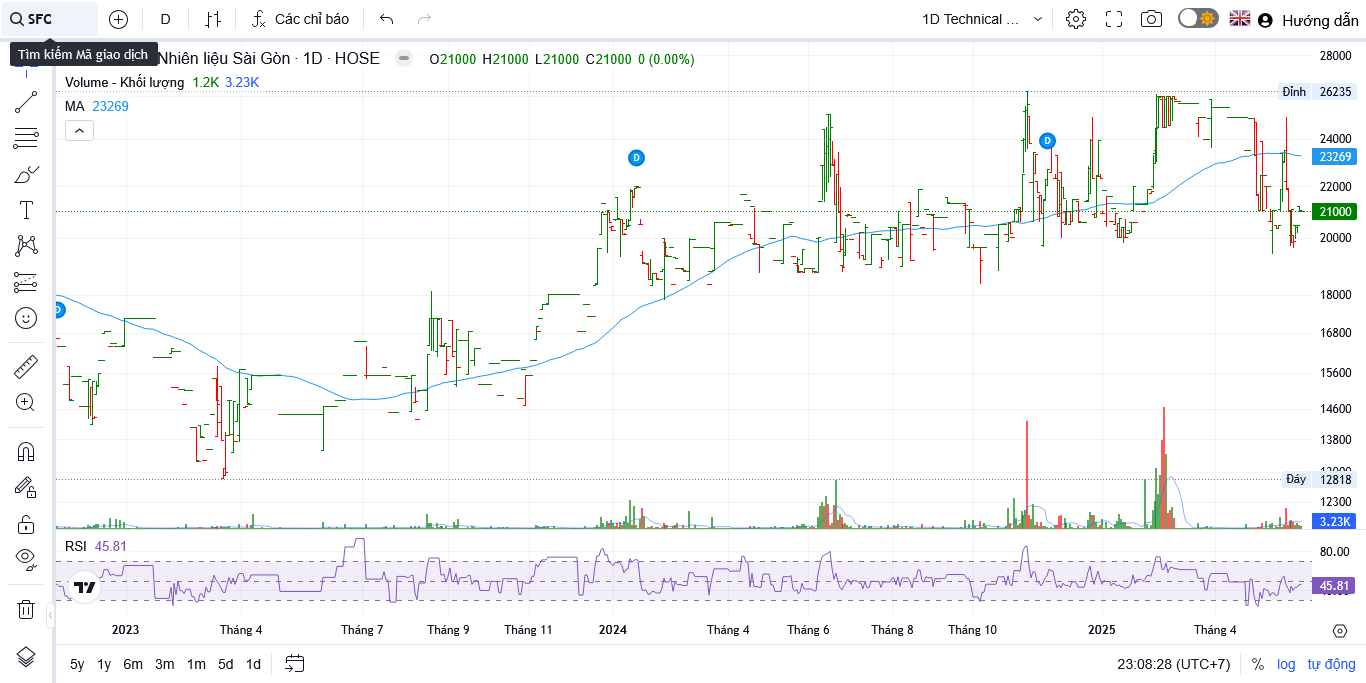 SFC
D
Các chỉ báo
1D Technical ...
Hướng dẫn
Tìm kiếm Mã giao dịch
Nhiên liệu Sài Gòn · 1D · HOSE
O21000 H21000 L21000 C21000 0 (0.00%)
Volume - Khối lượng 1.2K 3.23K
MA 23269
28000
Đỉnh 26235
24000
23269
22000
21000
20000
18000
16800
15600
14600
13800
Đáy 12818
12300
3.23K
D
D
D
RSI 45.81
80.00
45.81
2023
Tháng 4
Tháng 7
Tháng 9
Tháng 11
2024
Tháng 4
Tháng 6
Tháng 8
Tháng 10
2025
Tháng 4
5y 1y 6m 3m 1m 5d 1d
23:08:28 (UTC+7)
% log tự động